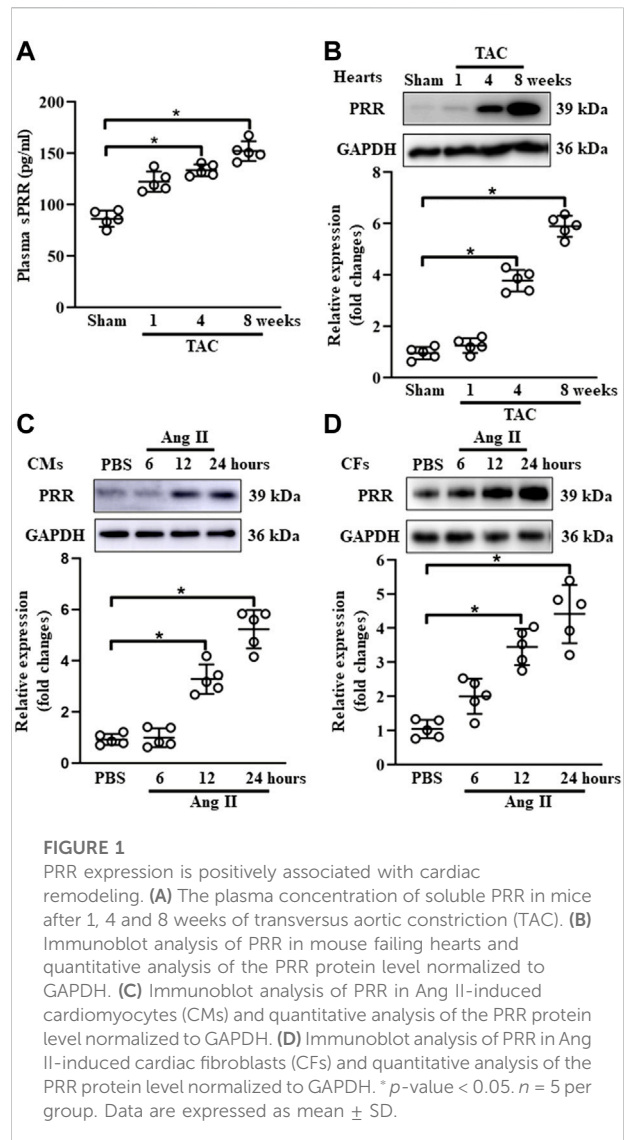 A
Plasma sPRR (pg/ml)
200
150
100
50
0
*
*
Sham 1 4 8 weeks
TAC
B
TAC
Hearts Sham 1 4 8 weeks
PRR 39 kDa
GAPDH 36 kDa
Relative expression
(fold changes)
8
6
4
2
0
*
*
Sham 1 4 8 weeks
TAC
C
Ang II
CMs PBS 6 12 24 hours
PRR 39 kDa
GAPDH 36 kDa
Relative expression
(fold changes)
8
6
4
2
0
*
*
PBS 6 12 24 hours
Ang II
D
Ang II
CFs PBS 6 12 24 hours
PRR 39 kDa
GAPDH 36 kDa
Relative expression
(fold changes)
6
5
4
3
2
1
0
*
*
PBS 6 12 24 hours
Ang II
FIGURE 1
PRR expression is positively associated with cardiac
remodeling. (A) The plasma concentration of soluble PRR in mice
after 1, 4 and 8 weeks of transversus aortic constriction (TAC). (B)
Immunoblot analysis of PRR in mouse failing hearts and
quantitative analysis of the PRR protein level normalized to
GAPDH. (C) Immunoblot analysis of PRR in Ang II-induced
cardiomyocytes (CMs) and quantitative analysis of the PRR protein
level normalized to GAPDH. (D) Immunoblot analysis of PRR in Ang
II-induced cardiac fibroblasts (CFs) and quantitative analysis of the
PRR protein level normalized to GAPDH. * p-value < 0.05. n = 5 per
group. Data are expressed as mean ± SD.